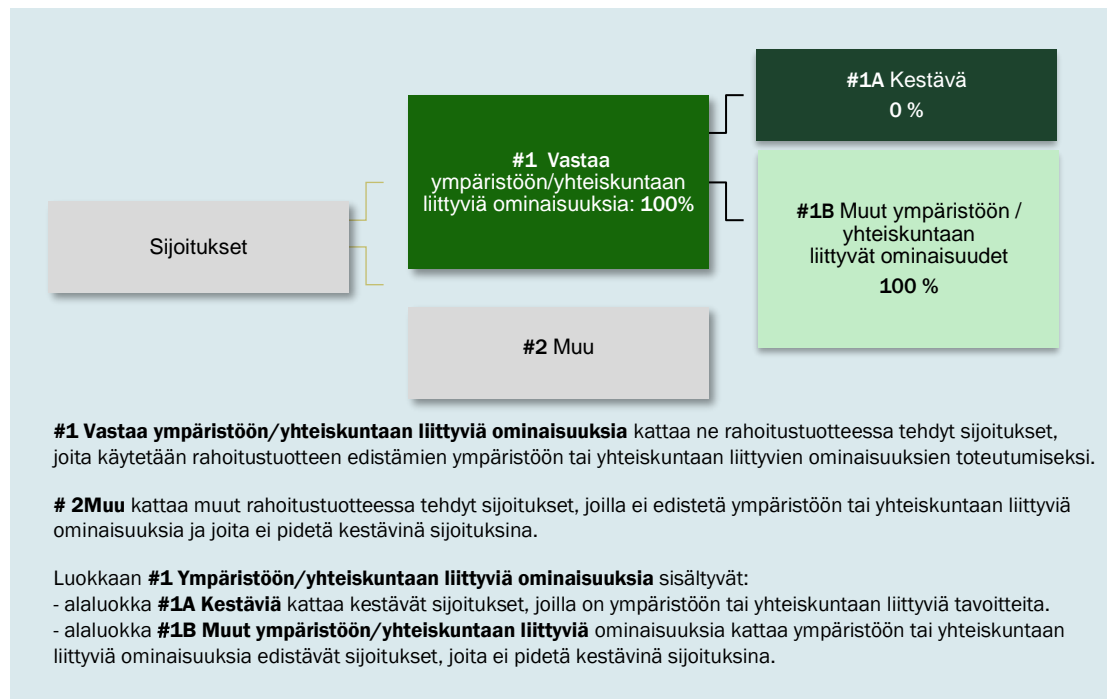 #1A Kestävä
0 %
#1 Vastaa
ympäristöön/yhteiskuntaan
liittyviä ominaisuuksia: 100%
#1B Muut ympäristöön /
yhteiskuntaan
liittyvät ominaisuudet
100 %
Sijoitukset
#2 Muu
#1 Vastaa ympäristöön/yhteiskuntaan liittyviä ominaisuuksia kattaa ne rahoitustuotteessa tehdyt sijoitukset,
joita käytetään rahoitustuotteen edistämien ympäristön tai yhteiskuntaan liittyvien ominaisuuksien toteutumiseksi.
# 2Muu kattaa muut rahoitustuotteessa tehdyt sijoitukset, joilla ei edistetä ympäristöön tai yhteiskuntaan liittyviä
ominaisuuksia ja joita ei pidetä kestävinä sijoituksina.
Luokkaan #1 Ympäristöön/yhteiskuntaan liittyviä ominaisuuksia sisältyvät:
- alaluokka #1A Kestäviä kattaa kestävät sijoitukset, joilla on ympäristöön tai yhteiskuntaan liittyviä tavoitteita.
- alaluokka #1B Muut ympäristöön/yhteiskuntaan liittyviä ominaisuuksia kattaa ympäristöön tai yhteiskuntaan
liittyviä ominaisuuksia edistävät sijoitukset, joita ei pidetä kestävinä sijoituksina.